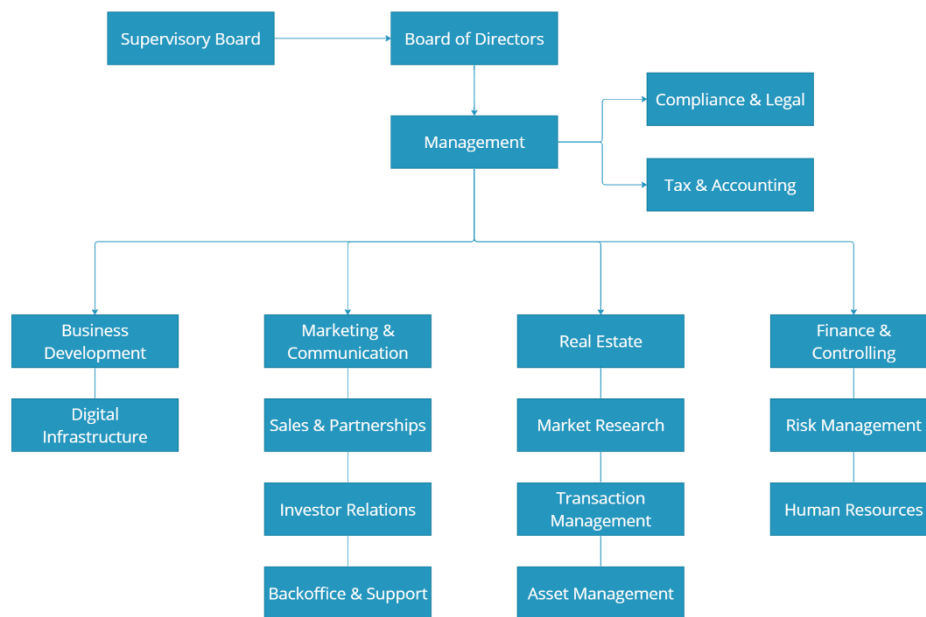 Supervisory Board
Board of Directors
Compliance & Legal
Management
Tax & Accounting
Business
Development
Marketing &
Communication
Real Estate
Finance &
Controlling
Digital
Infrastructure
Sales & Partnerships
Market Research
Risk Management
Investor Relations
Transaction
Management
Human Resources
Backoffice & Support
Asset Management